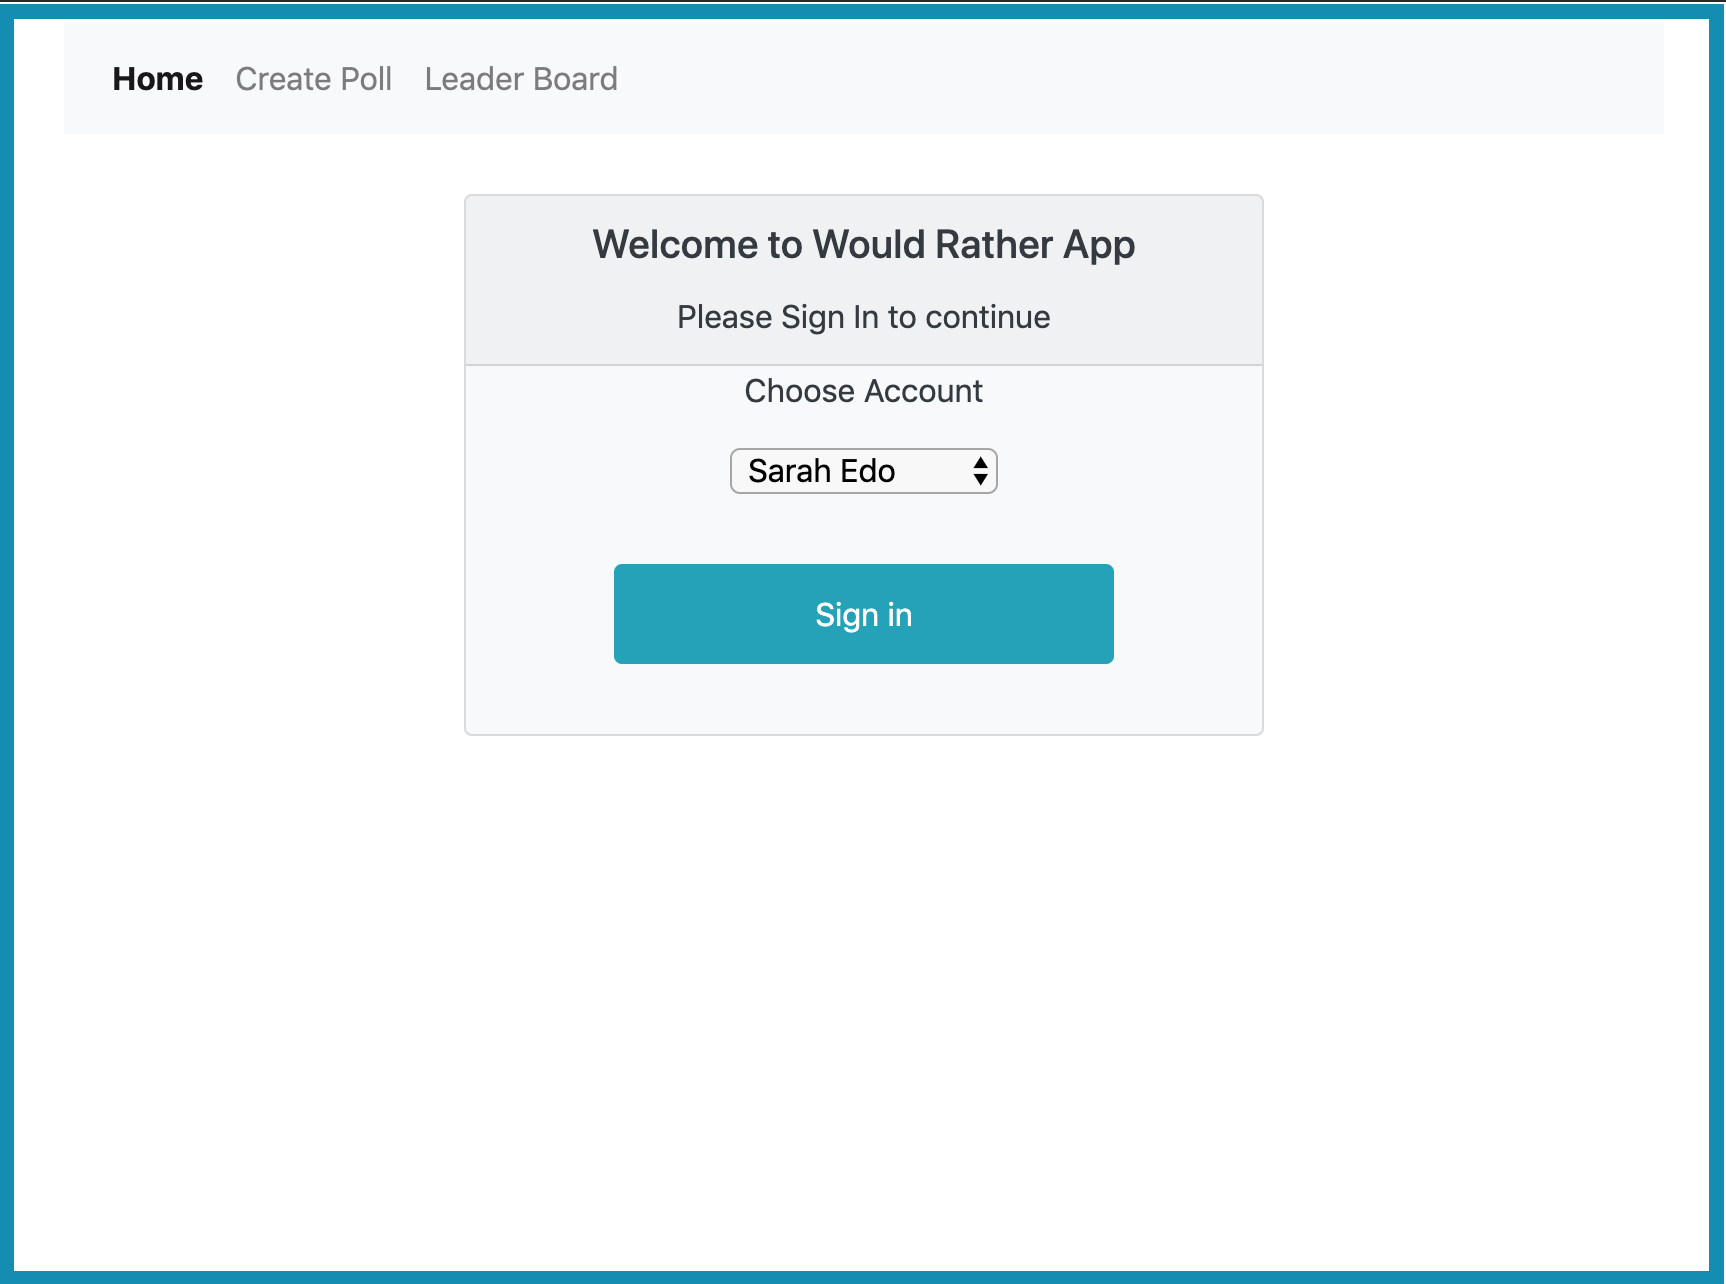 Home Create Poll Leader Board
Welcome to Would Rather App
Please Sign In to continue
Choose Account
Sarah Edo
Sign in